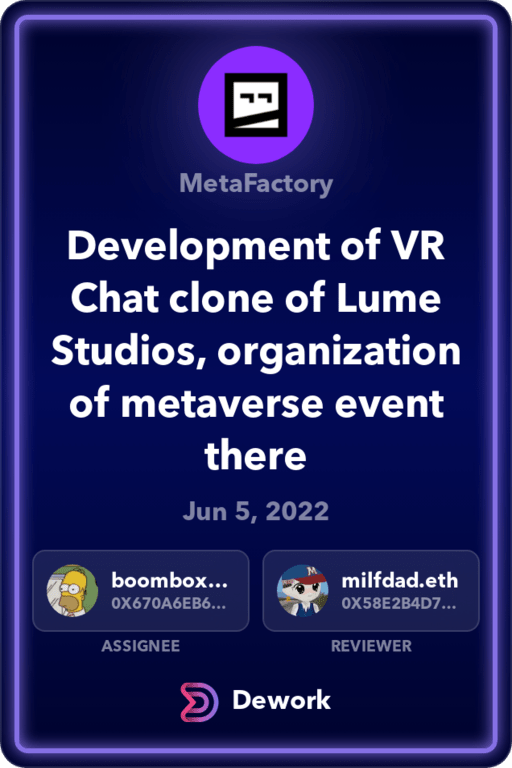 MetaFactory
Development of VR
Chat clone of Lume
Studios, organization
of metaverse event
there
Jun 5, 2022
boombox...
0X670A6EB6...
milfdad.eth
0X58E2B4D7...
ASSIGNEE
REVIEWER
Dework